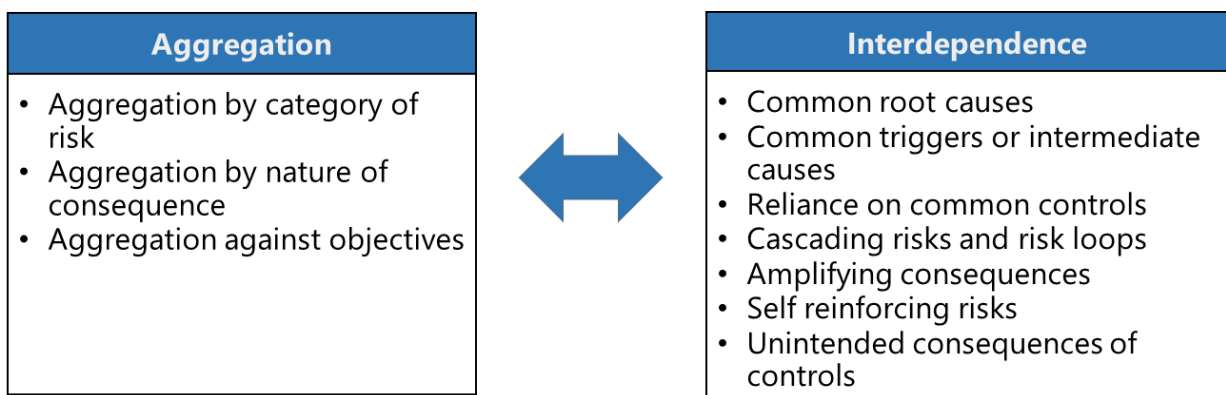 Aggregation
• Aggregation by category of
risk
• Aggregation by nature of
consequence
• Aggregation against objectives
Interdependence
• Common root causes
• Common triggers or intermediate
causes
• Reliance on common controls
• Cascading risks and risk loops
• Amplifying consequences
• Self reinforcing risks
• Unintended consequences of
controls